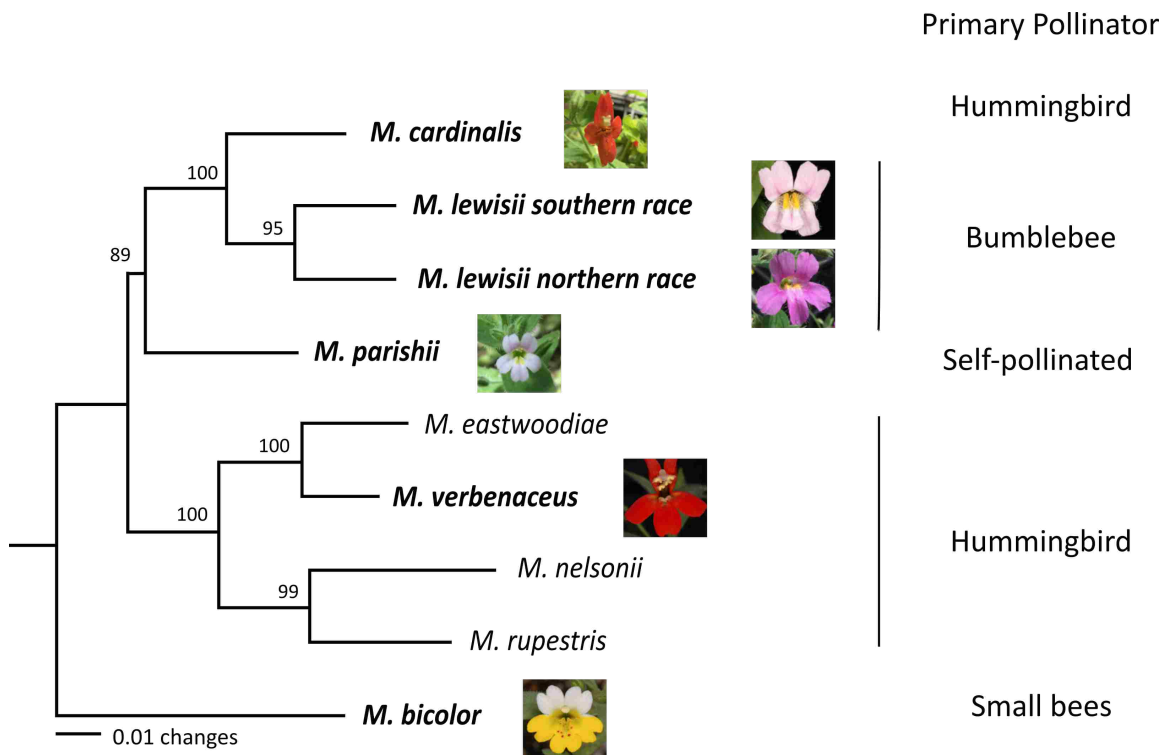 Primary Pollinator
M. cardinalis
Hummingbird
100
M. lewisii southern race
95
Bumblebee
89
M. lewisii northern race
M. parishii
Self-pollinated
M. eastwoodiae
100
M. verbenaceus
100
Hummingbird
M. nelsonii
99
M. rupestris
M. bicolor
Small bees
0.01 changes